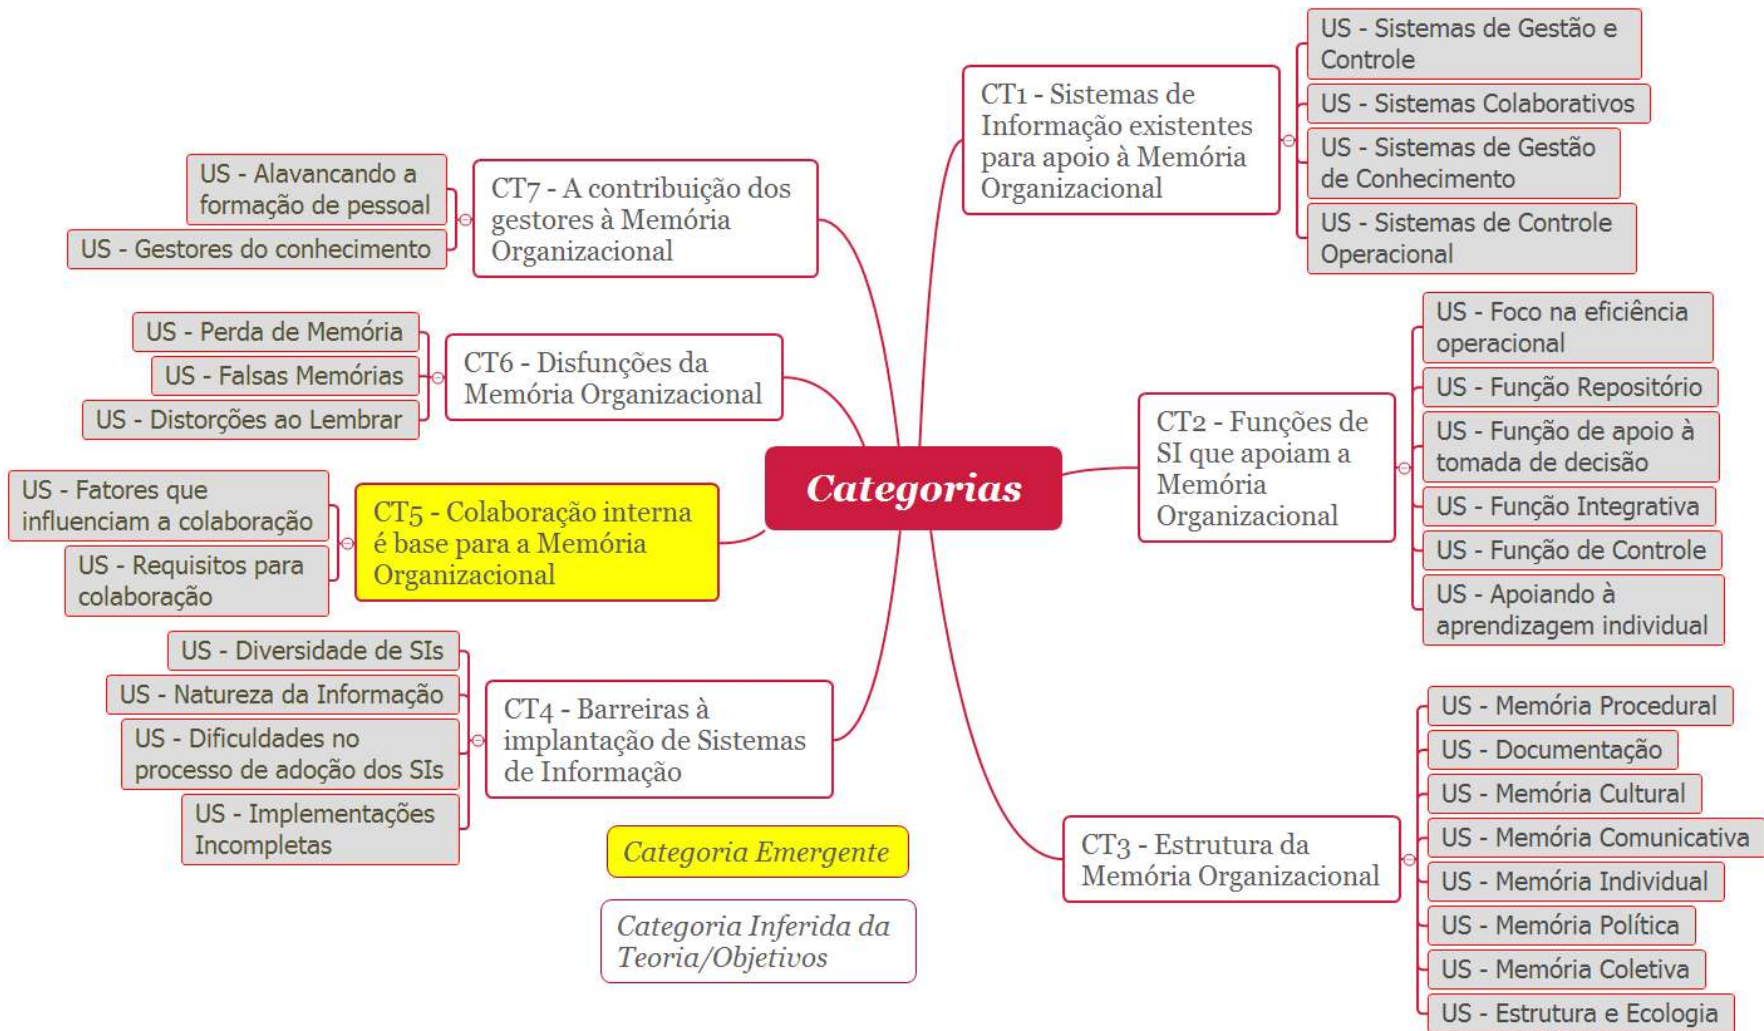 Categorias
CT1 - Sistemas de
Informação existentes
para apoio à Memória
Organizacional
US - Sistemas de Gestão e
Controle
US - Sistemas Colaborativos
US - Sistemas de Gestão
de Conhecimento
US - Sistemas de Controle
Operacional
CT2 - Funções de
SI que apoiam a
Memória
Organizacional
US - Foco na eficiência
operacional
US - Função Repositório
US - Função de apoio à
tomada de decisão
US - Função Integrativa
US - Função de Controle
US - Apoiando à
aprendizagem individual
CT3 - Estrutura da
Memória Organizacional
US - Memória Procedural
US - Documentação
US - Memória Cultural
US - Memória Comunicativa
US - Memória Individual
US - Memória Política
US - Memória Coletiva
US - Estrutura e Ecologia
CT4 - Barreiras à
implantação de Sistemas
de Informação
US - Diversidade de SIs
US - Natureza da Informação
US - Dificuldades no
processo de adoção dos SIs
US - Implementações
Incompletas
CT5 - Colaboração interna
é base para a Memória
Organizacional
US - Fatores que
influenciam a colaboração
US - Requisitos para
colaboração
CT6 - Disfunções da
Memória Organizacional
US - Perda de Memória
US - Falsas Memórias
US - Distorções ao Lembrar
CT7 - A contribuição dos
gestores à Memória
Organizacional
US - Alavancando a
formação de pessoal
US - Gestores do conhecimento
Categoria Emergente
Categoria Inferida da
Teoria/Objetivos